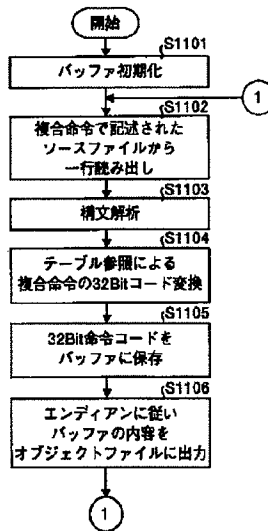 開始
S1101
バッファ初期化
1
S1102
複合命令で記述された
ソースファイルから
一行読み出し
S1103
構文解析
S1104
テーブル参照による
複合命令の32Bitコード変換
S1105
32Bit命令コードを
バッファに保存
S1106
エンディアンに従い
バッファの内容を
オブジェクトファイルに出力
1